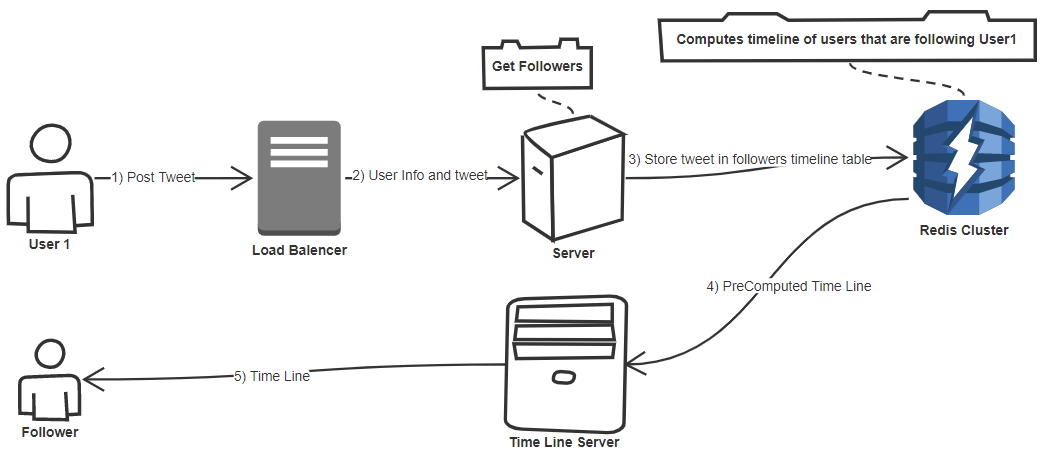 Computes timeline of users that are following User1
Get Followers
1) Post Tweet
2) User Info and tweet
3) Store tweet in followers timeline table
User 1
Load Balencer
Server
Redis Cluster
4) PreComputed Time Line
5) Time Line
Follower
Time Line Server